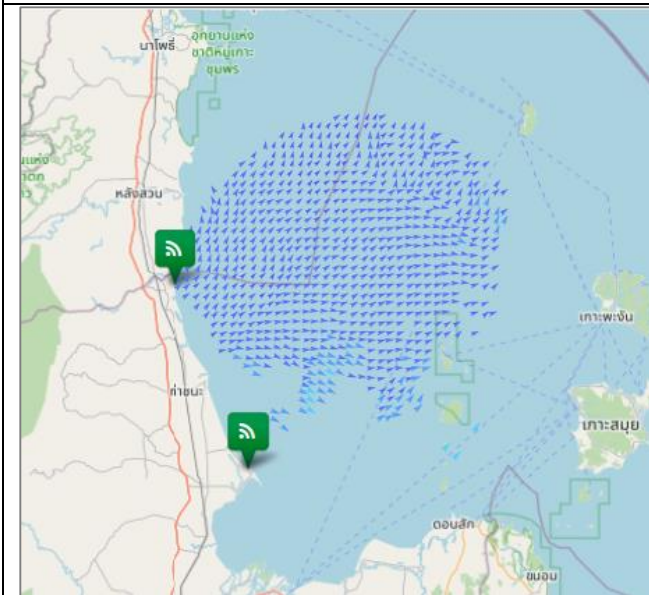 นาโพธิ์
อุทยานแห่ง
ชาติหมู่เกาะ
ชุมพร
หลังสวน
เกาะพะงัน
ท่าชนะ
เกาะสมุย
ดอนสัก
ขนอม